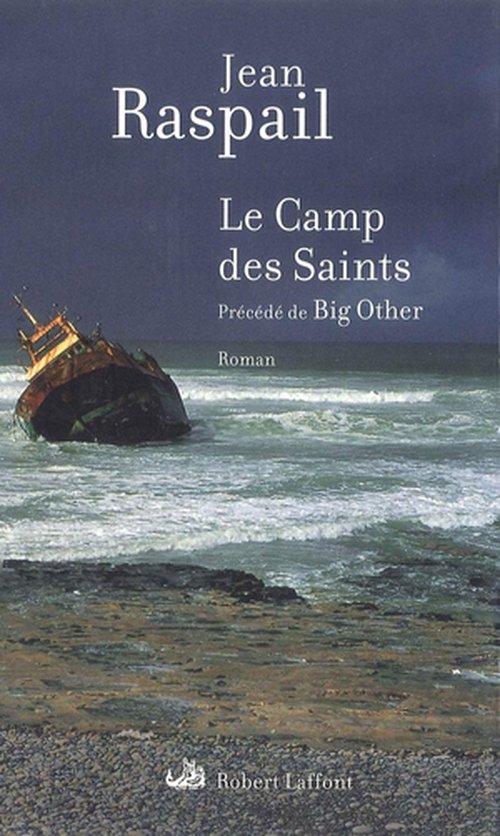 Jean
Raspail
Le Camp
des Saints
Précédé de Big Other
Roman
Robert Laffont